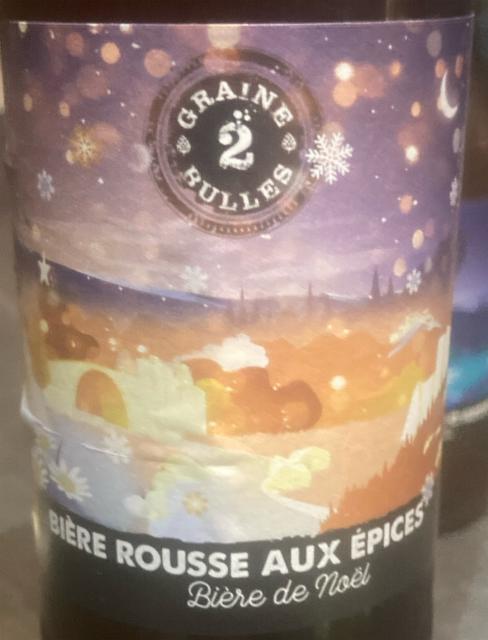 GRAINE
2
BULLES
BIÈRE ROUSSE AUX ÉPICES
Bière de Noël